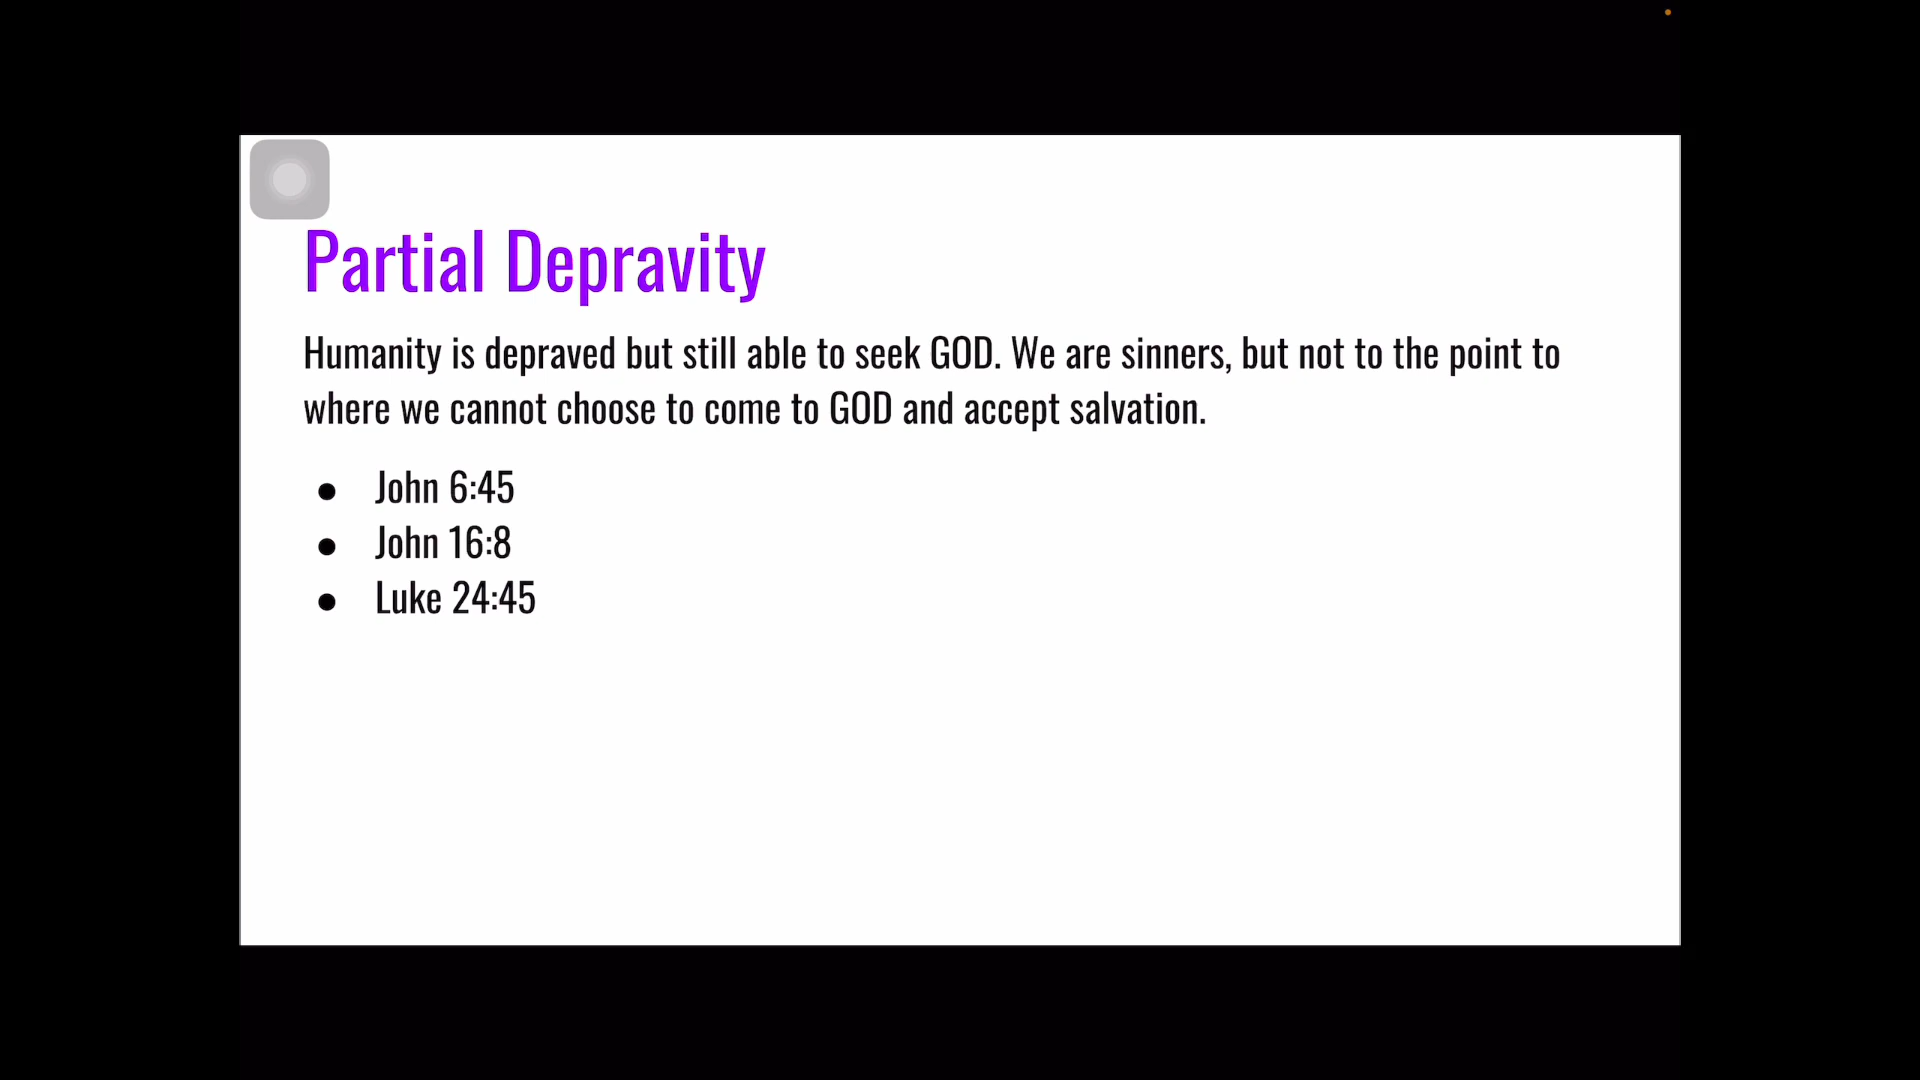 Partial Depravity
Humanity is depraved but still able to seek GOD. We are sinners, but not to the point to
where we cannot choose to come to GOD and accept salvation.
● John 6:45
● John 16:8
● Luke 24:45